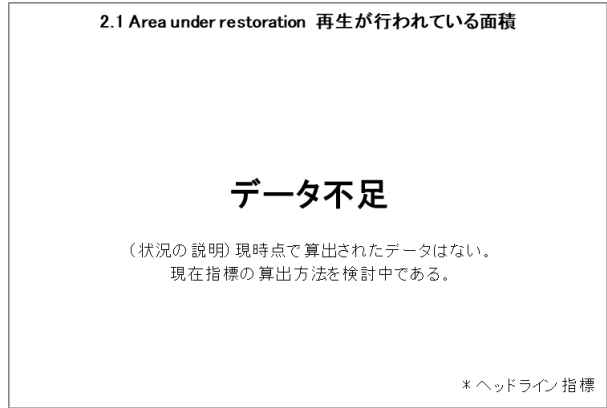 2.1 Area under restoration 再生が行われている面積
データ不足
（状況の説明）現時点で算出されたデータはない。
現在指標の算出方法を検討中である。
＊ヘッドライン指標